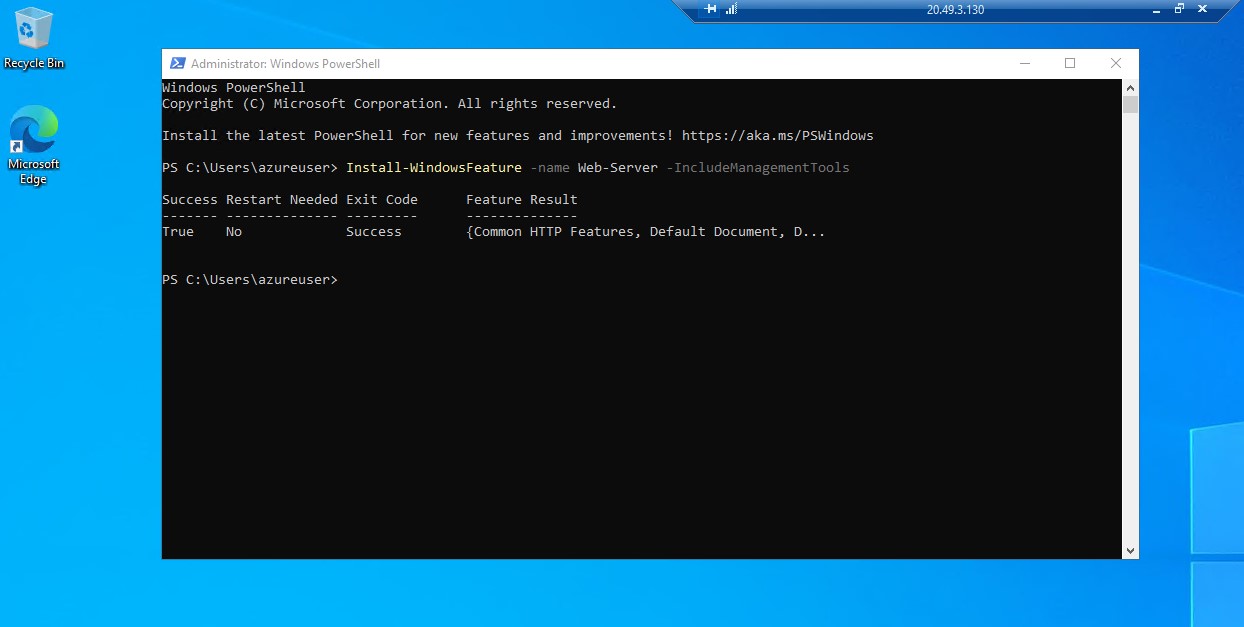 20.49.3.130
Recycle Bin
Microsoft
Edge
Administrator: Windows PowerShell
Windows PowerShell
Copyright (C) Microsoft Corporation. All rights reserved.
Install the latest PowerShell for new features and improvements! https://aka.ms/PSWindows
PS C:\Users\azureuser> Install-WindowsFeature -name Web-Server -IncludeManagementTools
Success Restart Needed Exit Code      Feature Result
------- -------------- ---------      --------------
True    No             Success        {Common HTTP Features, Default Document, D...
PS C:\Users\azureuser>